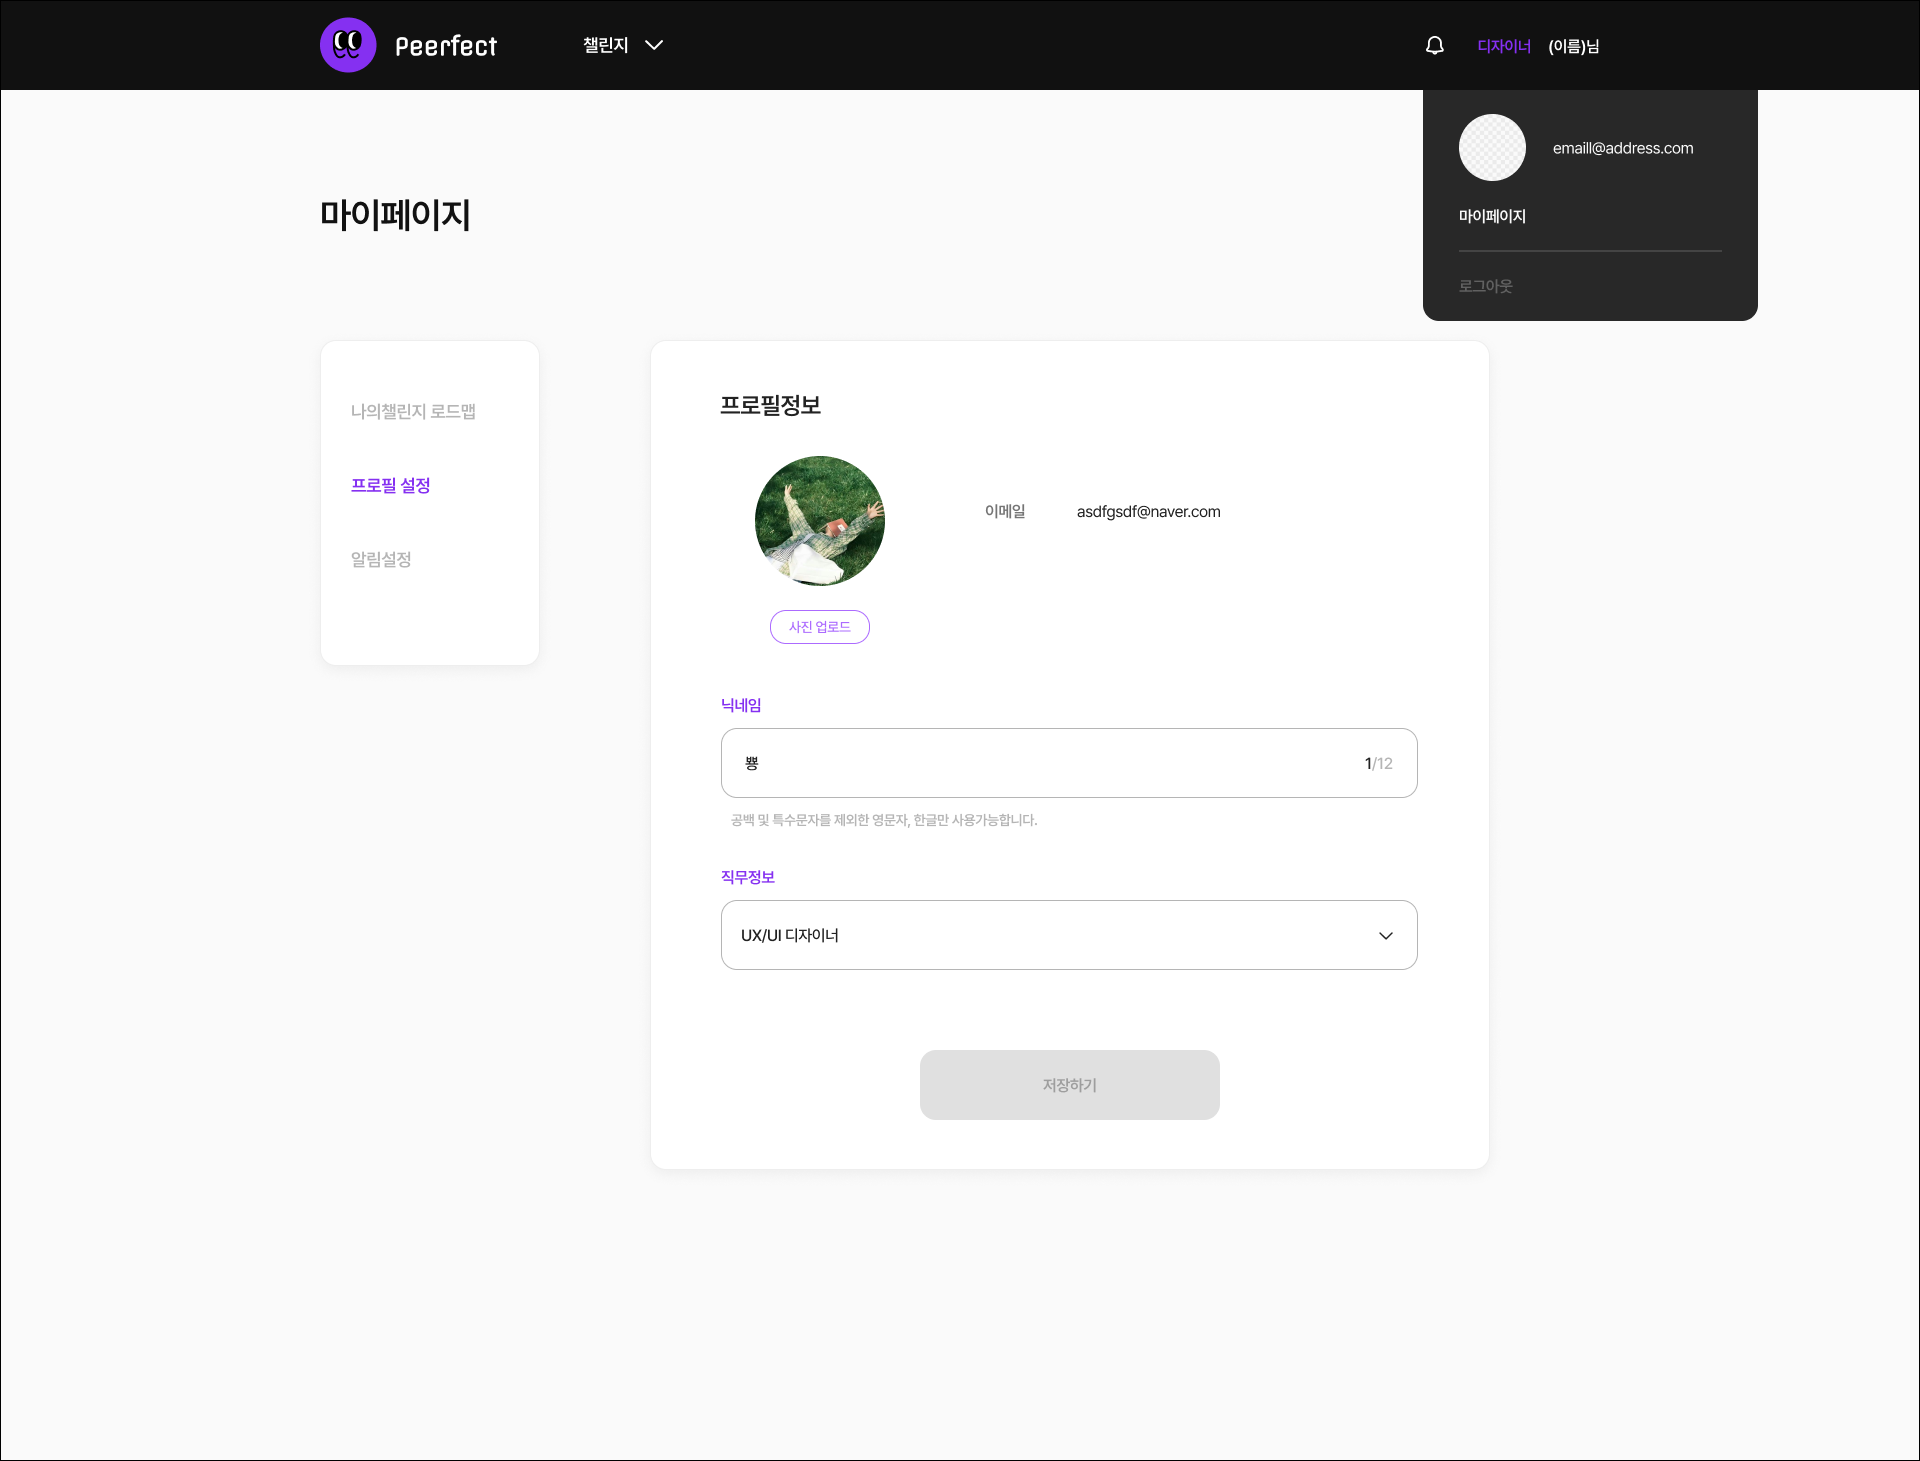 Peerfect
챌린지
디자이너 (이름)님
emaill@address.com
마이페이지
로그아웃
마이페이지
나의챌린지 로드맵
프로필 설정
알림설정
프로필정보
이메일 asdfgsdf@naver.com
사진 업로드
닉네임
뿅 1/12
공백 및 특수문자를 제외한 영문자, 한글만 사용가능합니다.
직무정보
UX/UI 디자이너
저장하기